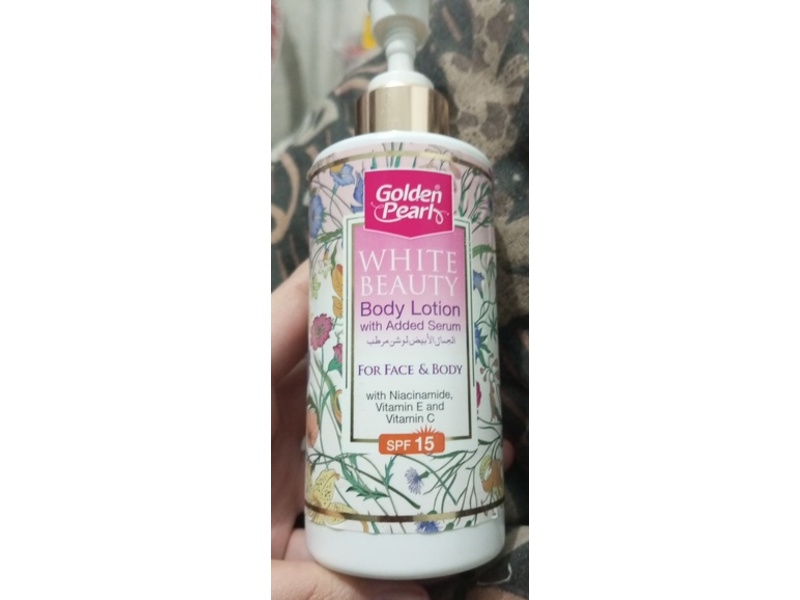 Golden®
Pearl
WHITE
BEAUTY
Body Lotion
with Added Serum
الجمال الأبيض لوشن مرطب
FOR FACE & BODY
with Niacinamide,
Vitamin E and
Vitamin C
SPF 15